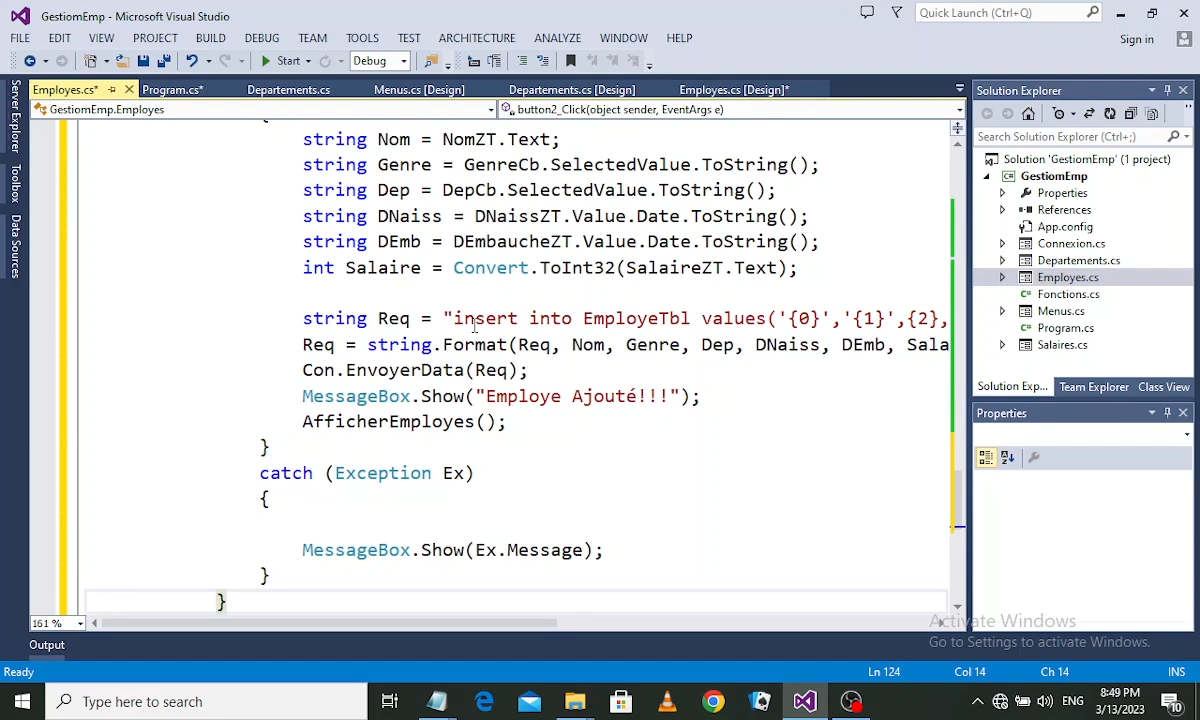 GestiomEmp - Microsoft Visual Studio
Quick Launch (Ctrl+Q)
FILE EDIT VIEW PROJECT BUILD DEBUG TEAM TOOLS TEST ARCHITECTURE ANALYZE WINDOW HELP
Sign in
Start
Debug
Employes.cs* Program.cs* Departements.cs Menus.cs [Design] Departements.cs [Design] Employes.cs [Design]*
GestiomEmp.Employes
button2_Click(object sender, EventArgs e)
Server Explorer
Toolbox
Data Sources
{
string Nom = NomZT.Text;
string Genre = GenreCb.SelectedValue.ToString();
string Dep = DepCb.SelectedValue.ToString();
string DNaiss = DNaissZT.Value.Date.ToString();
string DEmb = DEmbaucheZT.Value.Date.ToString();
int Salaire = Convert.ToInt32(SalaireZT.Text);
string Req = "insert into EmployeTbl values('{0}','{1}',{2},
Req = string.Format(Req, Nom, Genre, Dep, DNaiss, DEmb, Sala
Con.EnvoyerData(Req);
MessageBox.Show("Employe Ajouté!!!");
AfficherEmployes();
}
catch (Exception Ex)
{
MessageBox.Show(Ex.Message);
}
}
161 %
Solution Explorer
Search Solution Explorer (Ctrl+;)
Solution 'GestiomEmp' (1 project)
GestiomEmp
Properties
References
App.config
Connexion.cs
Departements.cs
Employes.cs
Fonctions.cs
Menus.cs
Program.cs
Salaires.cs
Solution Exp... Team Explorer Class View
Properties
Activate Windows
Go to Settings to activate Windows.
Output
Ready
Ln 124 Col 14 Ch 14 INS
Type here to search
ENG
8:49 PM
3/13/2023
10